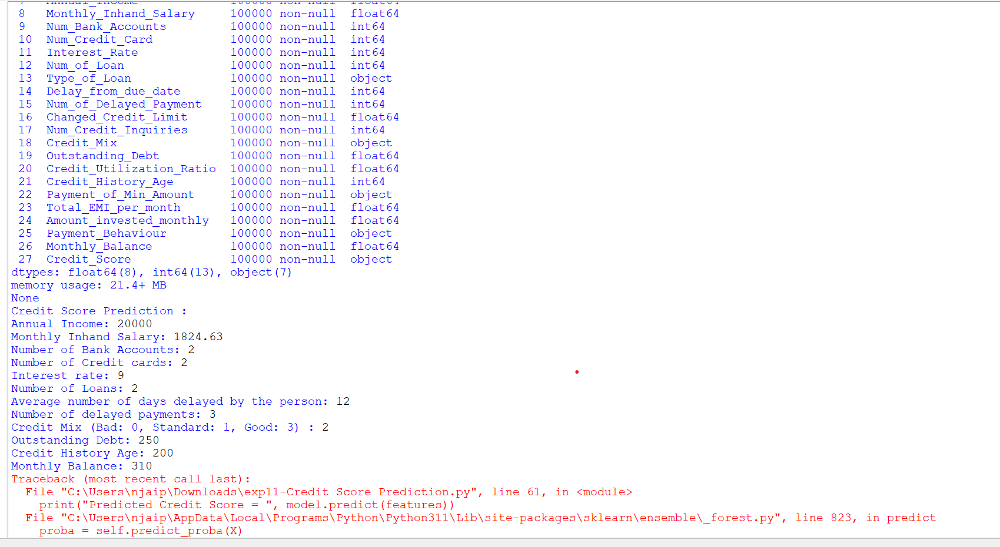 8   Monthly_Inhand_Salary     100000 non-null  float64
9   Num_Bank_Accounts         100000 non-null  int64
10  Num_Credit_Card           100000 non-null  int64
11  Interest_Rate             100000 non-null  int64
12  Num_of_Loan               100000 non-null  int64
13  Type_of_Loan              100000 non-null  object
14  Delay_from_due_date       100000 non-null  int64
15  Num_of_Delayed_Payment    100000 non-null  int64
16  Changed_Credit_Limit      100000 non-null  float64
17  Num_Credit_Inquiries      100000 non-null  int64
18  Credit_Mix                100000 non-null  object
19  Outstanding_Debt          100000 non-null  float64
20  Credit_Utilization_Ratio  100000 non-null  float64
21  Credit_History_Age        100000 non-null  int64
22  Payment_of_Min_Amount     100000 non-null  object
23  Total_EMI_per_month       100000 non-null  float64
24  Amount_invested_monthly   100000 non-null  float64
25  Payment_Behaviour         100000 non-null  object
26  Monthly_Balance           100000 non-null  float64
27  Credit_Score              100000 non-null  object
dtypes: float64(8), int64(13), object(7)
memory usage: 21.4+ MB
None
Credit Score Prediction :
Annual Income: 20000
Monthly Inhand Salary: 1824.63
Number of Bank Accounts: 2
Number of Credit cards: 2
Interest rate: 9
Number of Loans: 2
Average number of days delayed by the person: 12
Number of delayed payments: 3
Credit Mix (Bad: 0, Standard: 1, Good: 3) : 2
Outstanding Debt: 250
Credit History Age: 200
Monthly Balance: 310
Traceback (most recent call last):
  File "C:\Users\njaip\Downloads\exp11-Credit Score Prediction.py", line 61, in <module>
    print("Predicted Credit Score = ", model.predict(features))
  File "C:\Users\njaip\AppData\Local\Programs\Python\Python311\Lib\site-packages\sklearn\ensemble\_forest.py", line 823, in predict
    proba = self.predict_proba(X)